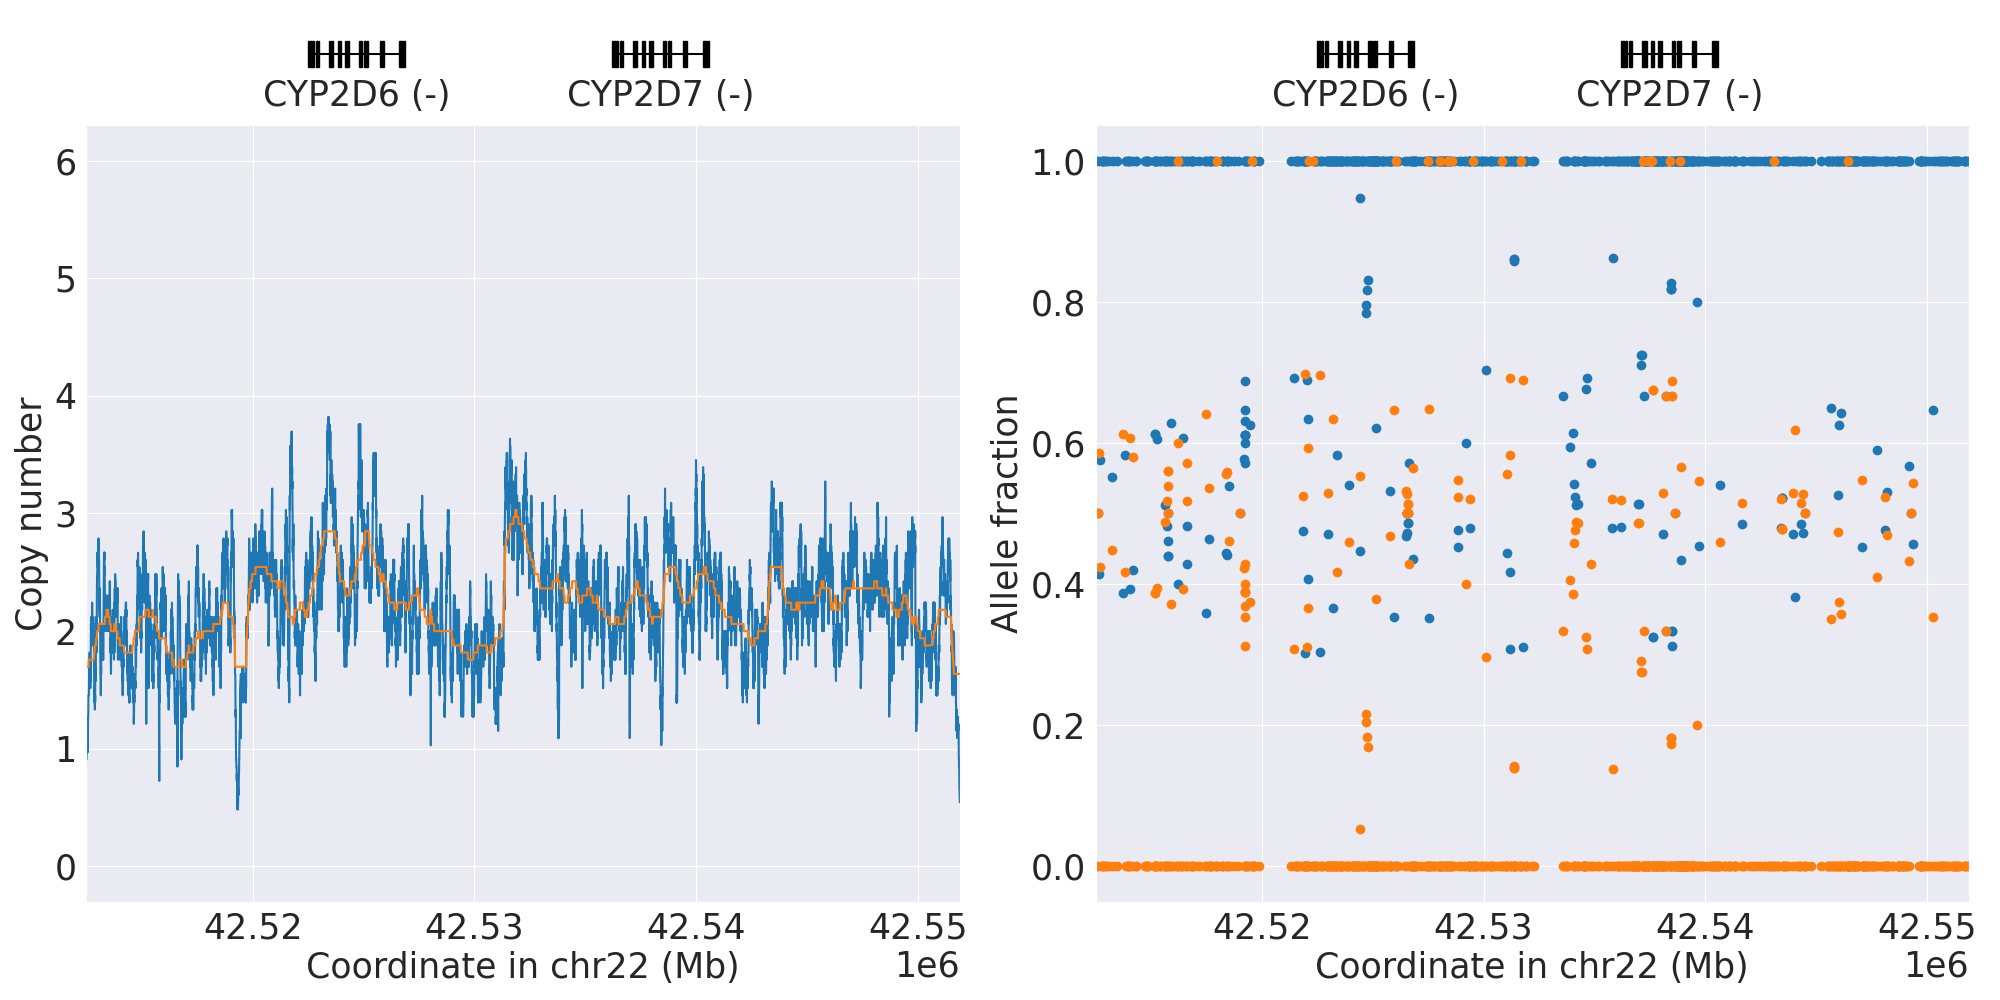 CYP2D6 (-) CYP2D7 (-)
6
5
4
3
2
1
0
Copy number
42.52 42.53 42.54 42.55
1e6
Coordinate in chr22 (Mb)
CYP2D6 (-) CYP2D7 (-)
1.0
0.8
0.6
0.4
0.2
0.0
Allele fraction
42.52 42.53 42.54 42.55
1e6
Coordinate in chr22 (Mb)